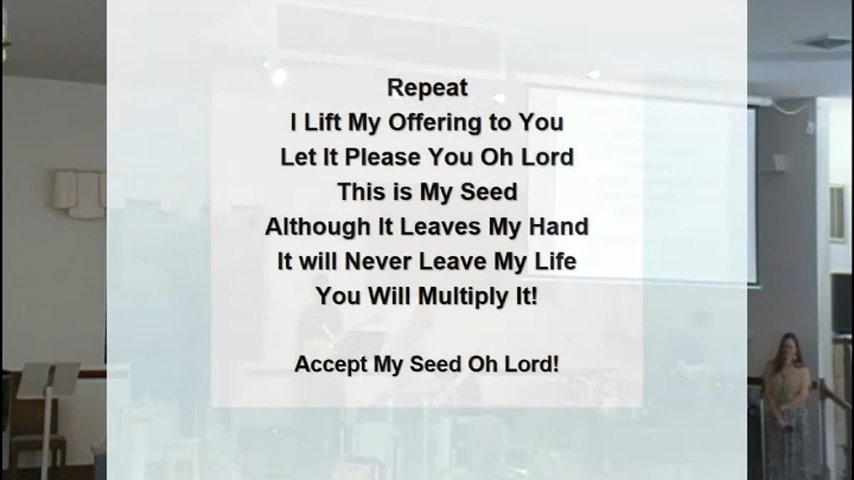 Repeat
I Lift My Offering to You
Let It Please You Oh Lord
This is My Seed
Although It Leaves My Hand
It will Never Leave My Life
You Will Multiply It!
Accept My Seed Oh Lord!